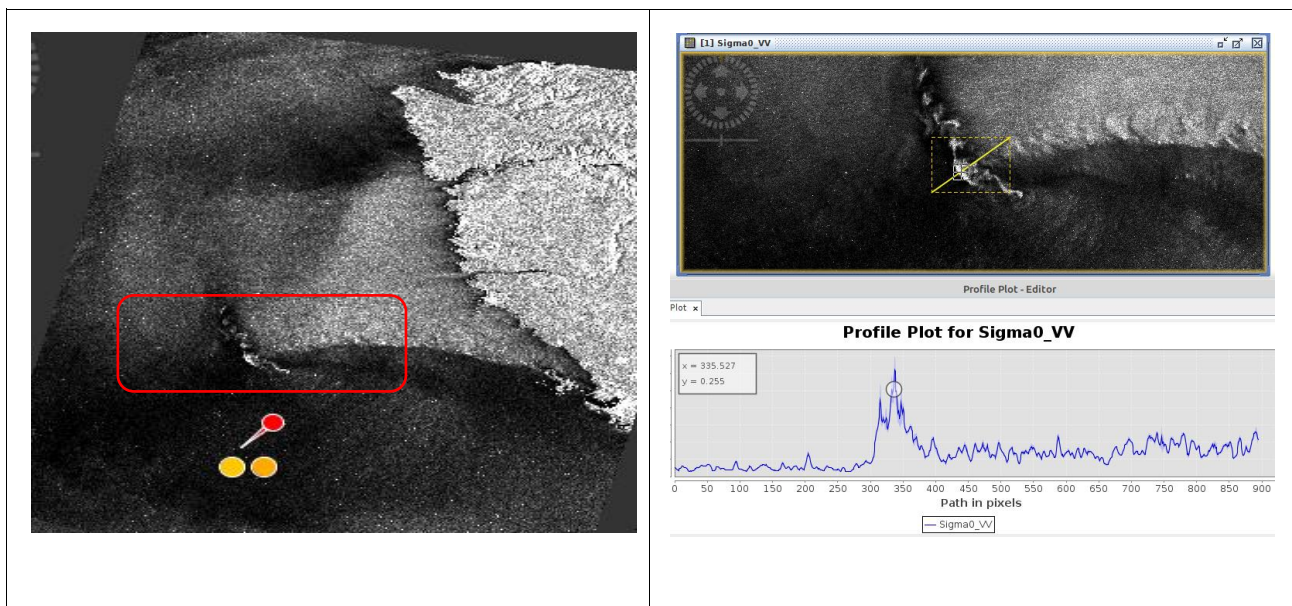 [1] Sigma0_VV
Profile Plot - Editor
Plot ×
Profile Plot for Sigma0_VV
x = 335.527
y = 0.255
0 50 100 150 200 250 300 350 400 450 500 550 600 650 700 750 800 850 900
Path in pixels
Sigma0_VV